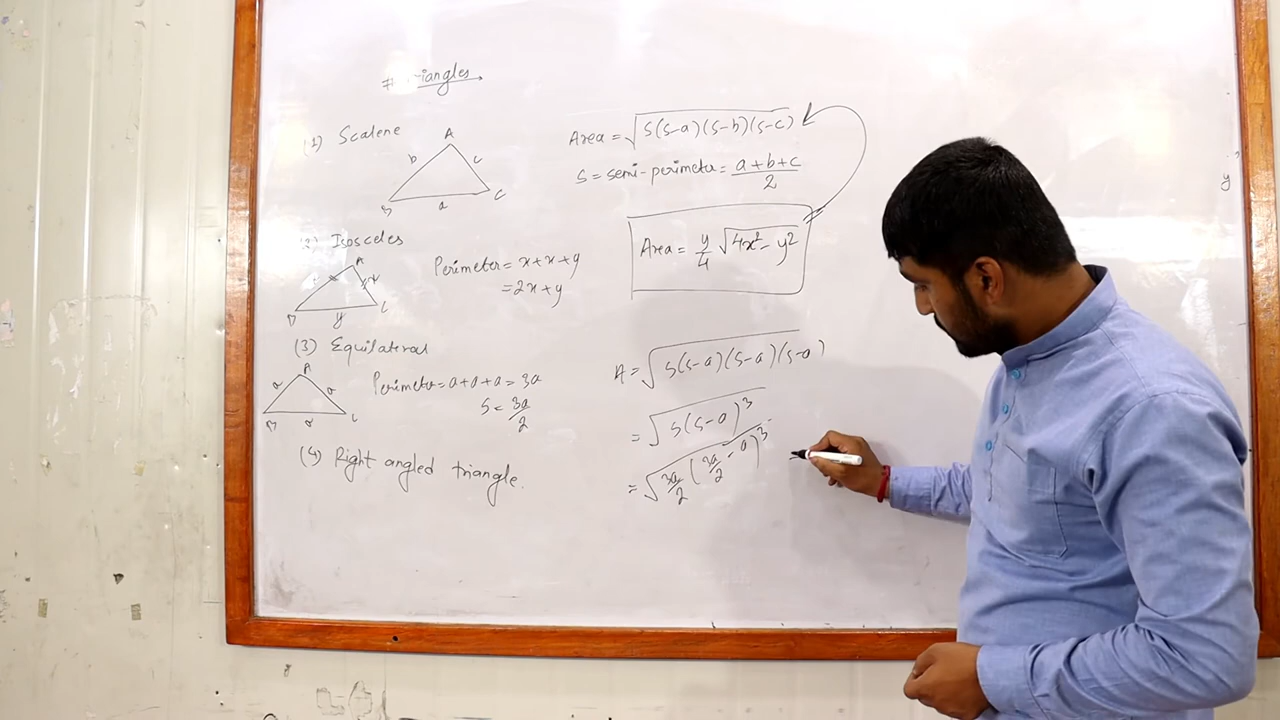 # Triangles
(1) Scalene
A
b c
B a C
Area = √s(s-a)(s-b)(s-c)
s = semi-perimeter = a+b+c/2
(2) Isosceles
A
x x
B y C
Perimeter = x+x+y
= 2x+y
Area = y/4 √4x²-y²
(3) Equilateral
A
a a
B a C
Perimeter = a+a+a = 3a
s = 3a/2
A = √s(s-a)(s-a)(s-a)
= √s(s-a)³
= √3a/2 (3a/2 - a)³
(4) Right angled triangle.
y